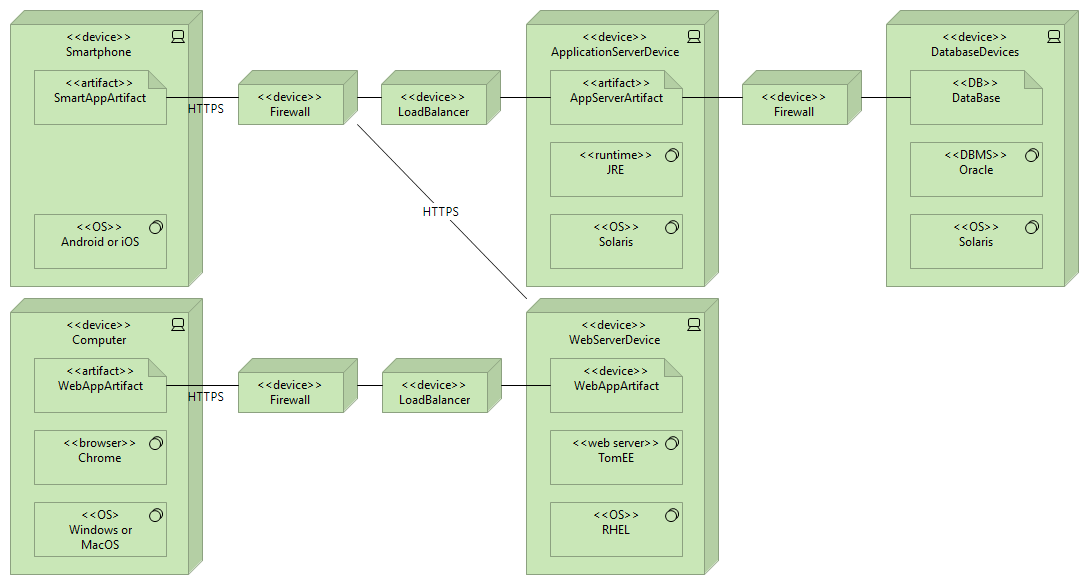 <<device>>
Smartphone
<<artifact>>
SmartAppArtifact
<<OS>>
Android or iOS
HTTPS
<<device>>
Firewall
<<device>>
LoadBalancer
<<device>>
ApplicationServerDevice
<<artifact>>
AppServerArtifact
<<runtime>>
JRE
<<OS>>
Solaris
<<device>>
Firewall
<<device>>
DatabaseDevices
<<DB>>
DataBase
<<DBMS>>
Oracle
<<OS>>
Solaris
HTTPS
<<device>>
Computer
<<artifact>>
WebAppArtifact
<<browser>>
Chrome
<<OS>
Windows or
MacOS
HTTPS
<<device>>
Firewall
<<device>>
LoadBalancer
<<device>>
WebServerDevice
<<device>>
WebAppArtifact
<<web server>>
TomEE
<<OS>>
RHEL